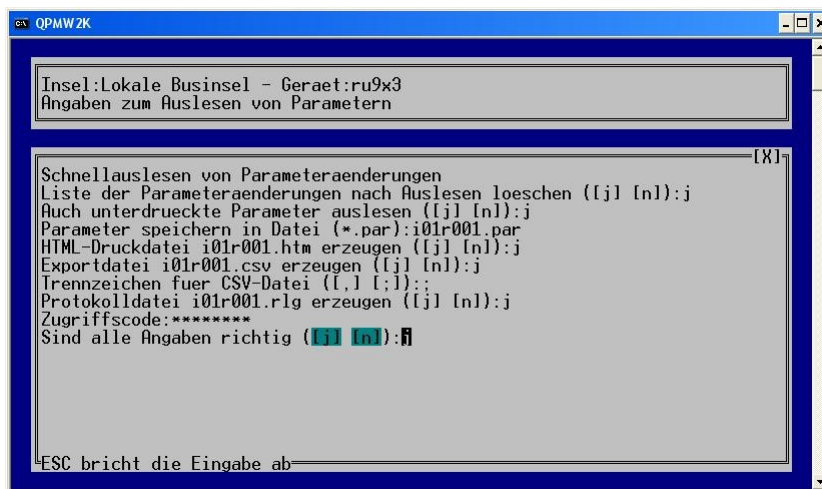 QPMW2K
Insel:Lokale Businsel - Geraet:ru9x3
Angaben zum Auslesen von Parametern
[X]
Schnellauslesen von Parameteraenderungen
Liste der Parameteraenderungen nach Auslesen loeschen ([j] [n]):j
Auch unterdrueckte Parameter auslesen ([j] [n]):j
Parameter speichern in Datei (*.par):i01r001.par
HTML-Druckdatei i01r001.htm erzeugen ([j] [n]):j
Exportdatei i01r001.csv erzeugen ([j] [n]):j
Trennzeichen fuer CSV-Datei ([,] [;]):;
Protokolldatei i01r001.rlg erzeugen ([j] [n]):j
Zugriffscode:********
Sind alle Angaben richtig ([j] [n]):j
ESC bricht die Eingabe ab